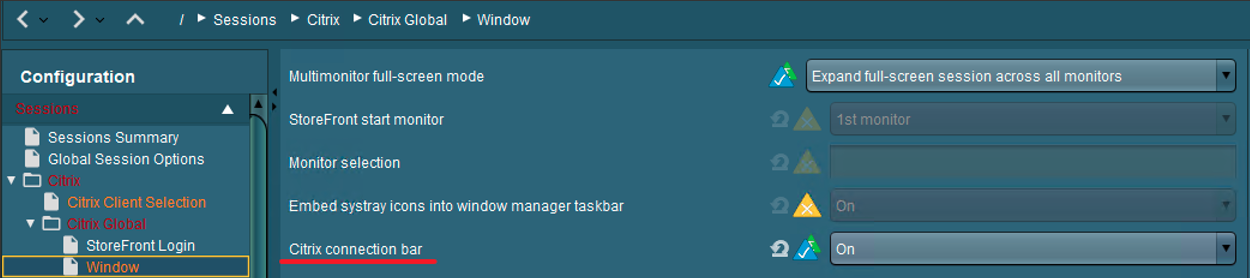 / Sessions Citrix Citrix Global Window
Configuration
Sessions
Sessions Summary
Global Session Options
Citrix
Citrix Client Selection
Citrix Global
StoreFront Login
Window
Multimonitor full-screen mode Expand full-screen session across all monitors
StoreFront start monitor 1st monitor
Monitor selection
Embed systray icons into window manager taskbar On
Citrix connection bar On